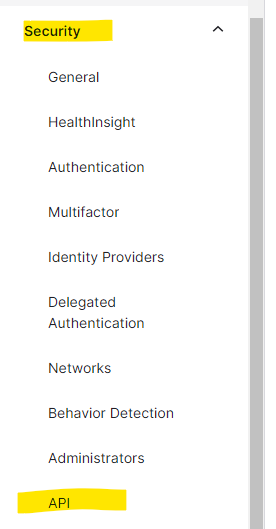 Security
General
HealthInsight
Authentication
Multifactor
Identity Providers
Delegated
Authentication
Networks
Behavior Detection
Administrators
API